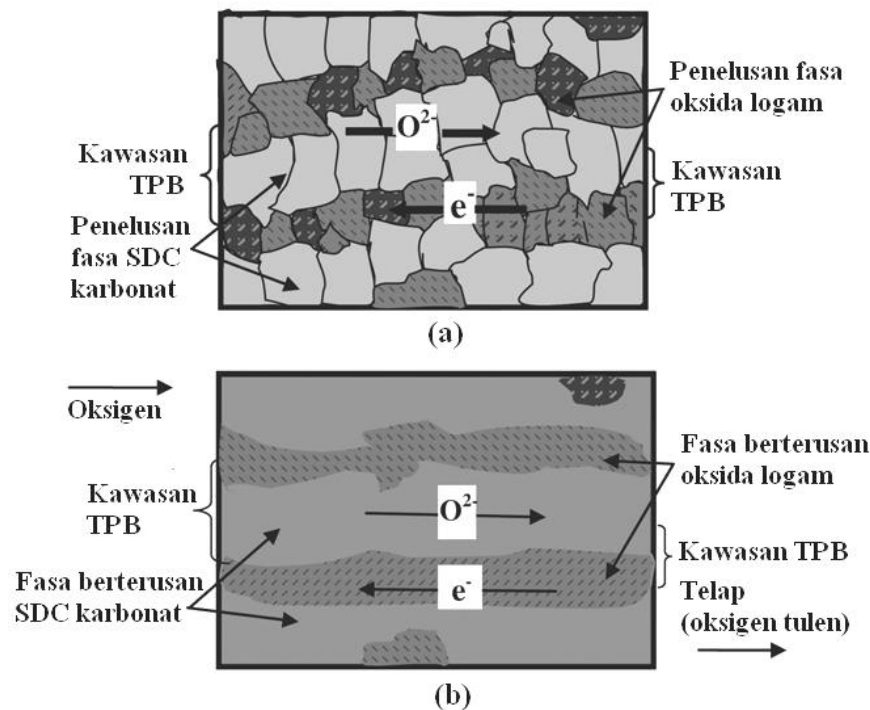 Penelusan fasa
oksida logam
O²⁻
Kawasan
TPB
Kawasan
TPB
e⁻
Penelusan
fasa SDC
karbonat
(a)
Oksigen
Fasa berterusan
oksida logam
Kawasan
TPB
O²⁻
Kawasan TPB
Fasa berterusan
SDC karbonat
e⁻
Telap
(oksigen tulen)
(b)